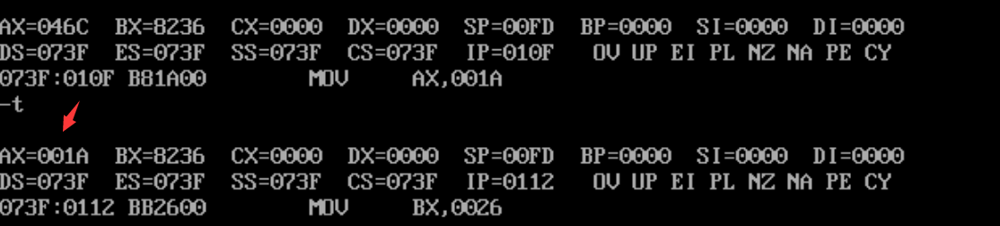 AX=046C BX=8236 CX=0000 DX=0000 SP=00FD BP=0000 SI=0000 DI=0000
DS=073F ES=073F SS=073F CS=073F IP=010F OV UP EI PL NZ NA PE CY
073F:010F B81A00 MOV AX,001A
-t
AX=001A BX=8236 CX=0000 DX=0000 SP=00FD BP=0000 SI=0000 DI=0000
DS=073F ES=073F SS=073F CS=073F IP=0112 OV UP EI PL NZ NA PE CY
073F:0112 BB2600 MOV BX,0026